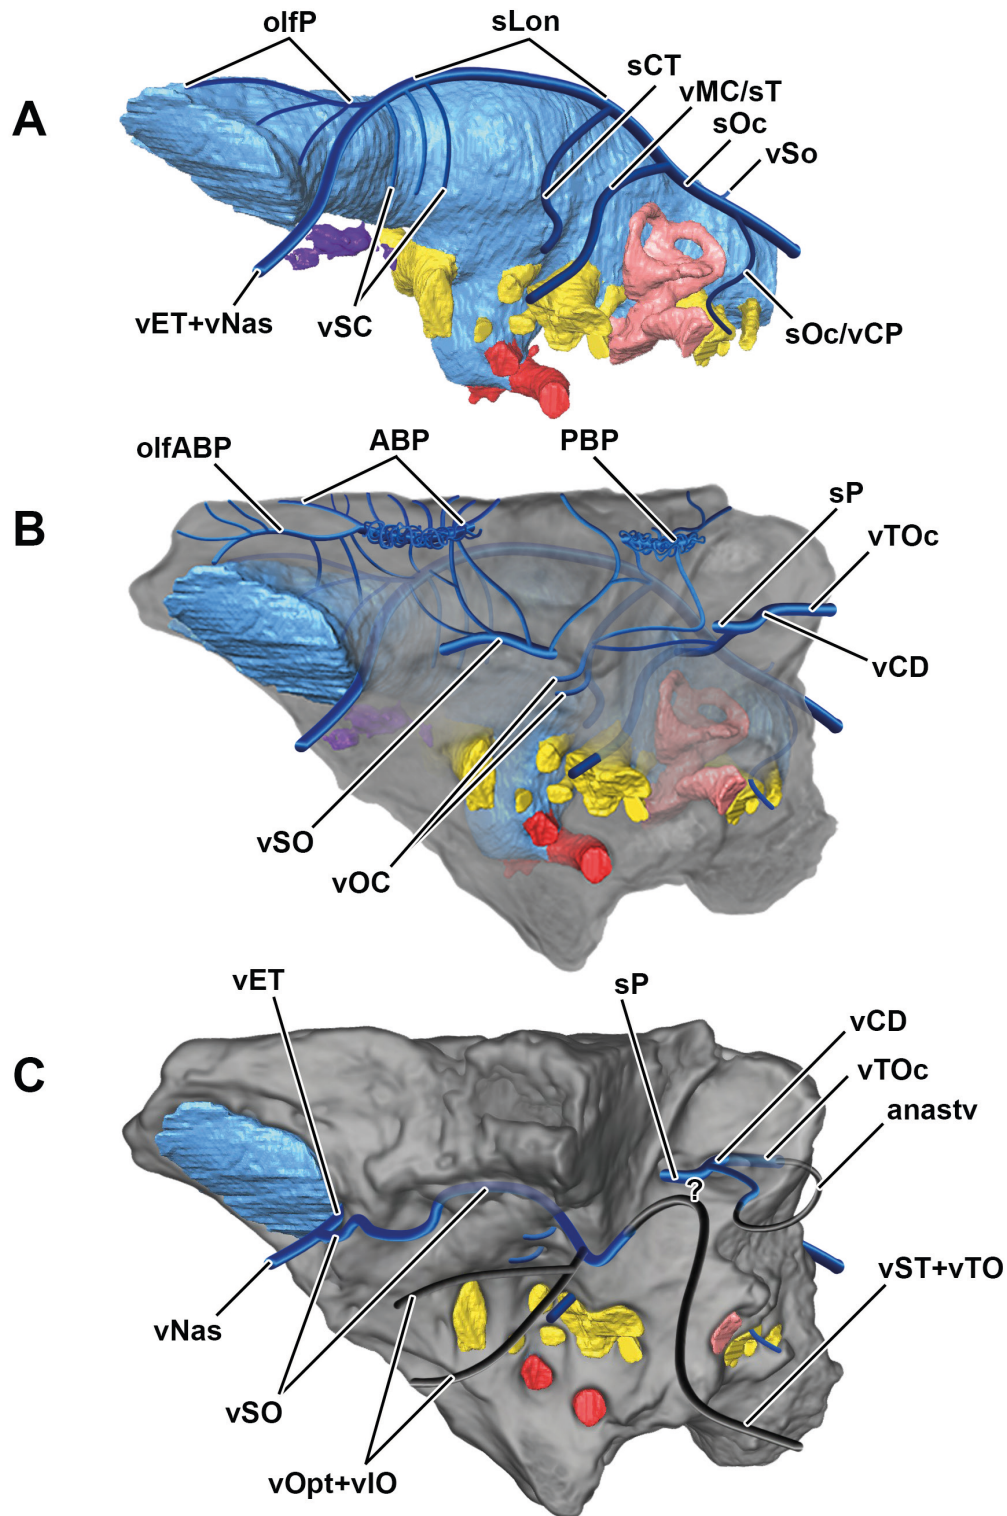 olfP
sLon
sCT
vMC/sT
sOc
vSo
A
vET+vNas
vSC
sOc/vCP
olfABP
ABP
PBP
sP
vTOc
B
vCD
vSO
vOC
vET
sP
vCD
C
vTOc
anastv
?
vST+vTO
vNas
vSO
vOpt+vIO